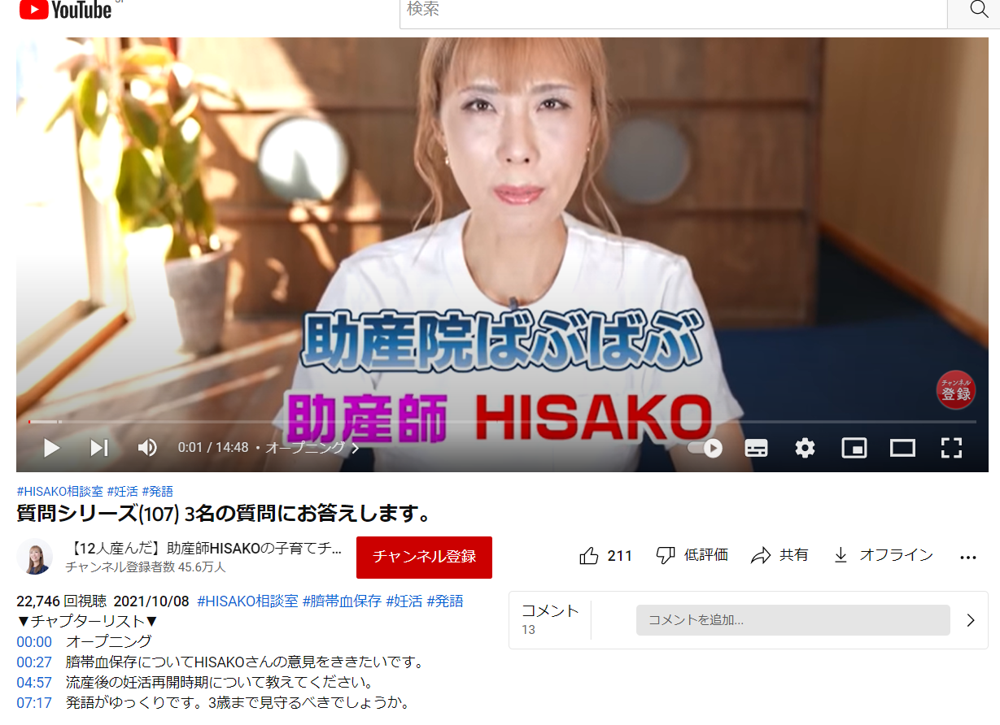 YouTube
検索
助産院ばぶばぶ
チャンネル
登録
助産師 HISAKO
0:01 / 14:48 • オープニング
#HISAKO相談室 #妊活 #発語
質問シリーズ(107) 3名の質問にお答えします。
【12人産んだ】助産師HISAKOの子育てチ...
チャンネル登録者数 45.6万人
チャンネル登録
211
低評価
共有
オフライン
22,746 回視聴 2021/10/08 #HISAKO相談室 #臍帯血保存 #妊活 #発語
▼チャプターリスト▼
00:00 オープニング
00:27 臍帯血保存についてHISAKOさんの意見をききたいです。
04:57 流産後の妊活再開時期について教えてください。
07:17 発語がゆっくりです。3歳まで見守るべきでしょうか。
コメント
13
コメントを追加...